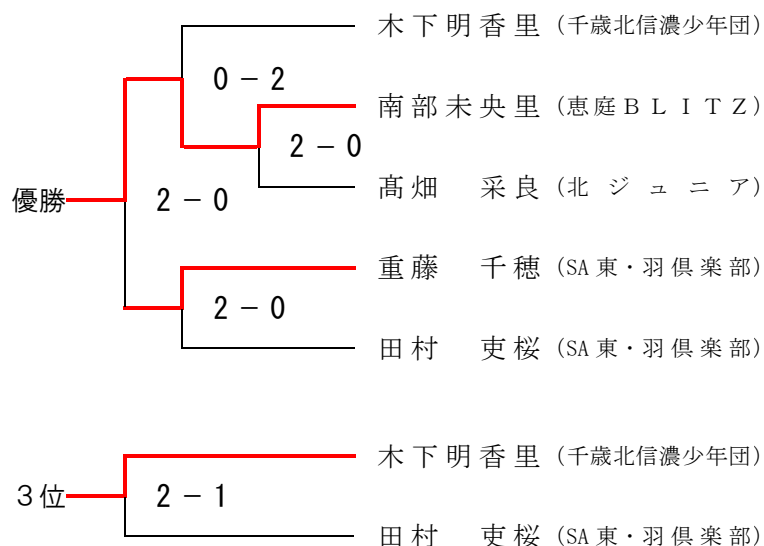 木下明香里 (千歳北信濃少年団)
0 − 2
南部未央里 (恵庭ＢＬＩＴＺ)
2 − 0
髙畑　采良 (北ジュニア)
優勝
2 − 0
重藤　千穂 (SA東・羽倶楽部)
2 − 0
田村　吏桜 (SA東・羽倶楽部)
木下明香里 (千歳北信濃少年団)
３位
2 − 1
田村　吏桜 (SA東・羽倶楽部)